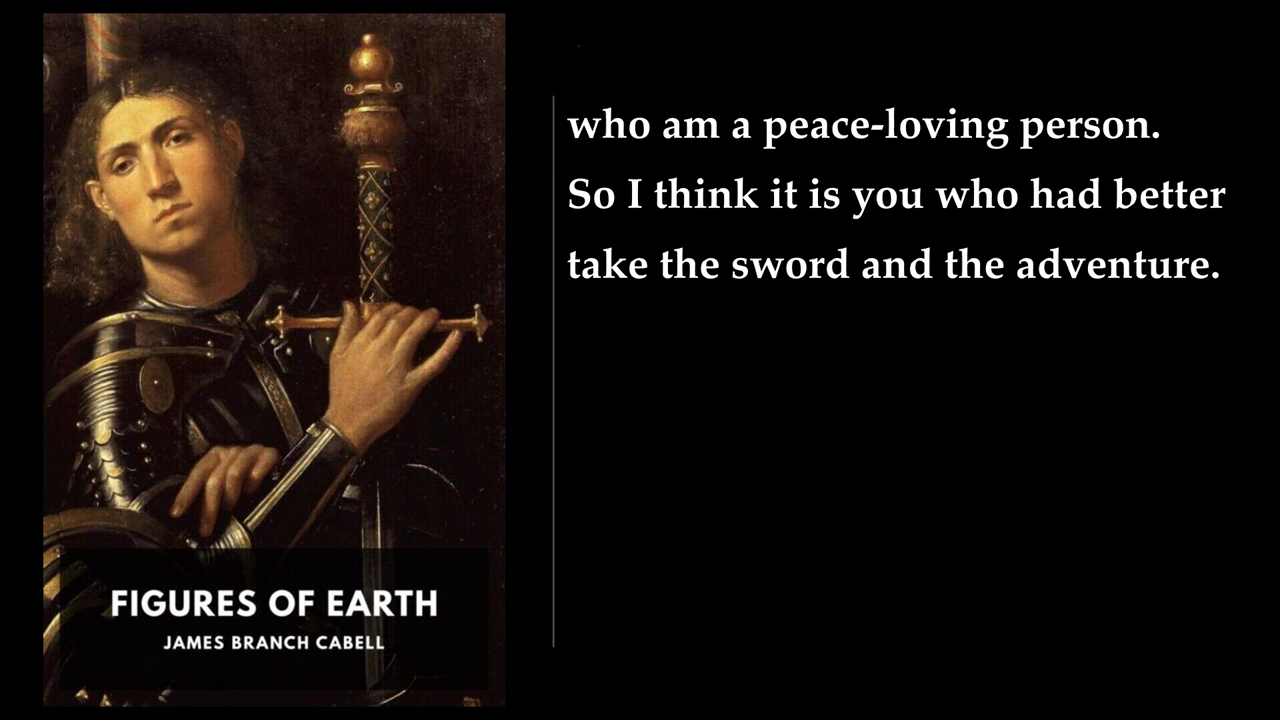 who am a peace-loving person.
So I think it is you who had better
take the sword and the adventure.
FIGURES OF EARTH
JAMES BRANCH CABELL